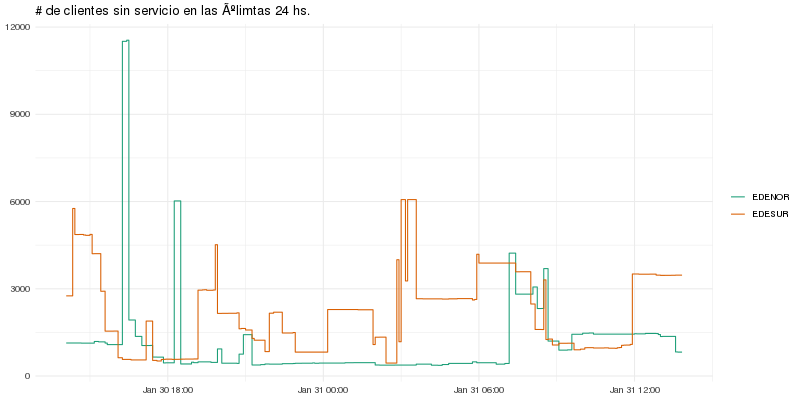 # de clientes sin servicio en las Ãºlimtas 24 hs.
12000
9000
6000
3000
0
Jan 30 18:00
Jan 31 00:00
Jan 31 06:00
Jan 31 12:00
EDENOR
EDESUR